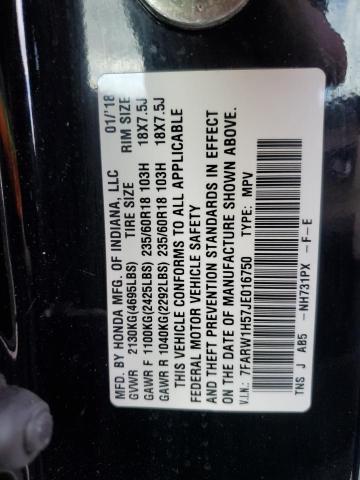 MFD. BY HONDA MFG. OF INDIANA, LLC 01/'18
GVWR 2130KG(4695LBS) TIRE SIZE RIM SIZE
GAWR F 1100KG(2425LBS) 235/60R18 103H 18X7.5J
GAWR R 1040KG(2292LBS) 235/60R18 103H 18X7.5J
THIS VEHICLE CONFORMS TO ALL APPLICABLE
FEDERAL MOTOR VEHICLE SAFETY
AND THEFT PREVENTION STANDARDS IN EFFECT
ON THE DATE OF MANUFACTURE SHOWN ABOVE.
V.I.N.: 7FARW1H57JE016750 TYPE: MPV
TNS J AB5 -NH731PX -F-E